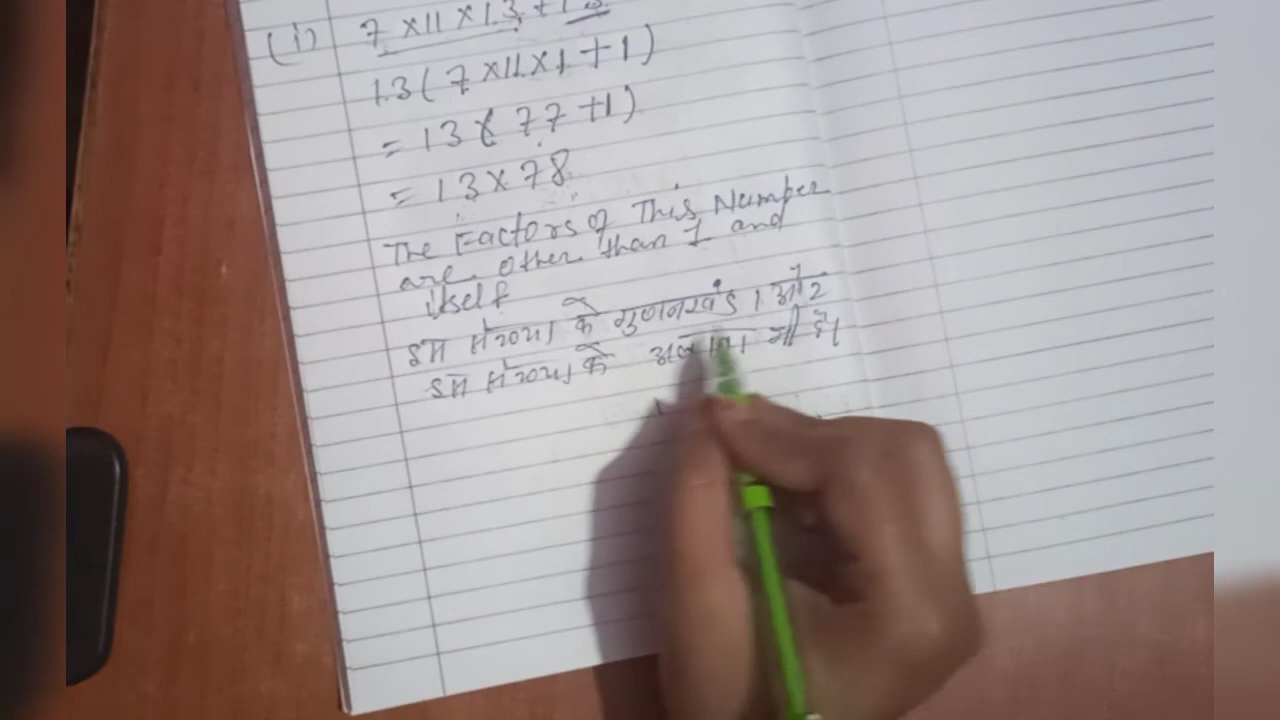 (i) 7 × 11 × 13 + 13
13 ( 7 × 11 × 1 + 1 )
= 13 ( 77 + 1 )
= 13 × 78
The Factors of This Number
are other than 1 and
itself
इस संख्या के गुणनखंड 1 और
इस संख्या के अलावा भी है।